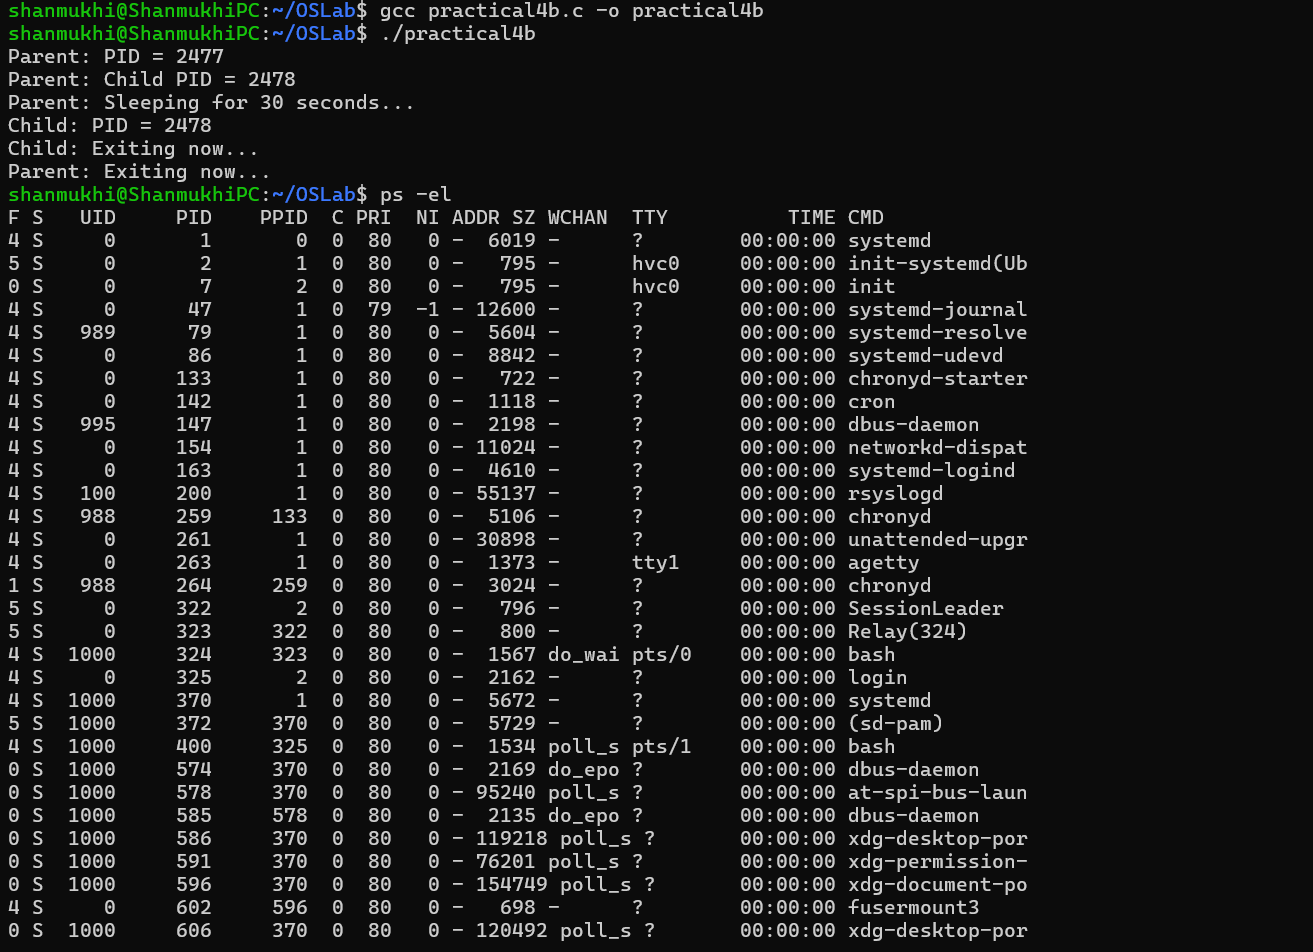 shanmukhi@ShanmukhiPC:~/OSLab$ gcc practical4b.c -o practical4b
shanmukhi@ShanmukhiPC:~/OSLab$ ./practical4b
Parent: PID = 2477
Parent: Child PID = 2478
Parent: Sleeping for 30 seconds...
Child: PID = 2478
Child: Exiting now...
Parent: Exiting now...
shanmukhi@ShanmukhiPC:~/OSLab$ ps -el
F S   UID     PID    PPID  C PRI  NI ADDR SZ WCHAN  TTY          TIME CMD
4 S     0       1       0  0  80   0 -  6019 -      ?        00:00:00 systemd
5 S     0       2       1  0  80   0 -   795 -      hvc0     00:00:00 init-systemd(Ub
0 S     0       7       2  0  80   0 -   795 -      hvc0     00:00:00 init
4 S     0      47       1  0  79  -1 - 12600 -      ?        00:00:00 systemd-journal
4 S   989      79       1  0  80   0 -  5604 -      ?        00:00:00 systemd-resolve
4 S     0      86       1  0  80   0 -  8842 -      ?        00:00:00 systemd-udevd
4 S     0     133       1  0  80   0 -   722 -      ?        00:00:00 chronyd-starter
4 S     0     142       1  0  80   0 -  1118 -      ?        00:00:00 cron
4 S   995     147       1  0  80   0 -  2198 -      ?        00:00:00 dbus-daemon
4 S     0     154       1  0  80   0 - 11024 -      ?        00:00:00 networkd-dispat
4 S     0     163       1  0  80   0 -  4610 -      ?        00:00:00 systemd-logind
4 S   100     200       1  0  80   0 - 55137 -      ?        00:00:00 rsyslogd
4 S   988     259     133  0  80   0 -  5106 -      ?        00:00:00 chronyd
4 S     0     261       1  0  80   0 - 30898 -      ?        00:00:00 unattended-upgr
4 S     0     263       1  0  80   0 -  1373 -      tty1     00:00:00 agetty
1 S   988     264     259  0  80   0 -  3024 -      ?        00:00:00 chronyd
5 S     0     322       2  0  80   0 -   796 -      ?        00:00:00 SessionLeader
5 S     0     323     322  0  80   0 -   800 -      ?        00:00:00 Relay(324)
4 S  1000     324     323  0  80   0 -  1567 do_wai pts/0    00:00:00 bash
4 S     0     325       2  0  80   0 -  2162 -      ?        00:00:00 login
4 S  1000     370       1  0  80   0 -  5672 -      ?        00:00:00 systemd
5 S  1000     372     370  0  80   0 -  5729 -      ?        00:00:00 (sd-pam)
4 S  1000     400     325  0  80   0 -  1534 poll_s pts/1    00:00:00 bash
0 S  1000     574     370  0  80   0 -  2169 do_epo ?        00:00:00 dbus-daemon
0 S  1000     578     370  0  80   0 - 95240 poll_s ?        00:00:00 at-spi-bus-laun
0 S  1000     585     578  0  80   0 -  2135 do_epo ?        00:00:00 dbus-daemon
0 S  1000     586     370  0  80   0 - 119218 poll_s ?       00:00:00 xdg-desktop-por
0 S  1000     591     370  0  80   0 - 76201 poll_s ?        00:00:00 xdg-permission-
0 S  1000     596     370  0  80   0 - 154749 poll_s ?       00:00:00 xdg-document-po
4 S     0     602     596  0  80   0 -   698 -      ?        00:00:00 fusermount3
0 S  1000     606     370  0  80   0 - 120492 poll_s ?       00:00:00 xdg-desktop-por